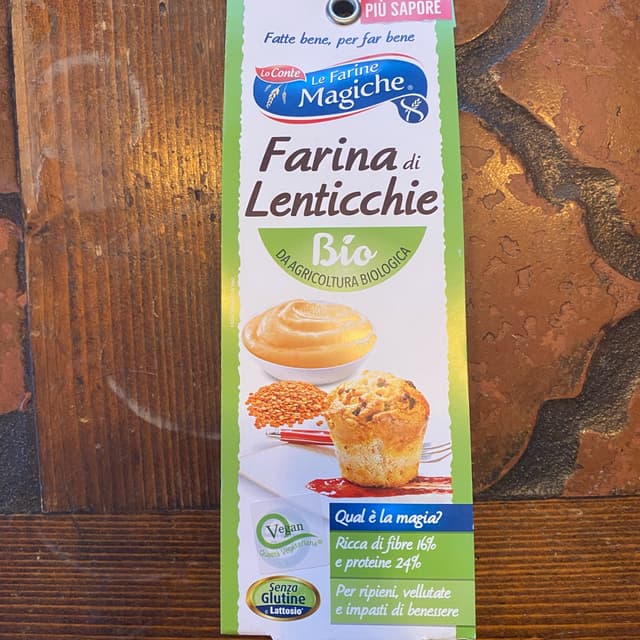 PIÙ SAPORE
Fatte bene, per far bene
Lo Conte
Le Farine
Magiche®
Farina di
Lenticchie
Bio
DA AGRICOLTURA BIOLOGICA
Vegan
Qualità Vegetariana®
Qual è la magia?
Ricca di fibre 16%
e proteine 24%
Senza
Glutine
e Lattosio
Per ripieni, vellutate
e impasti di benessere